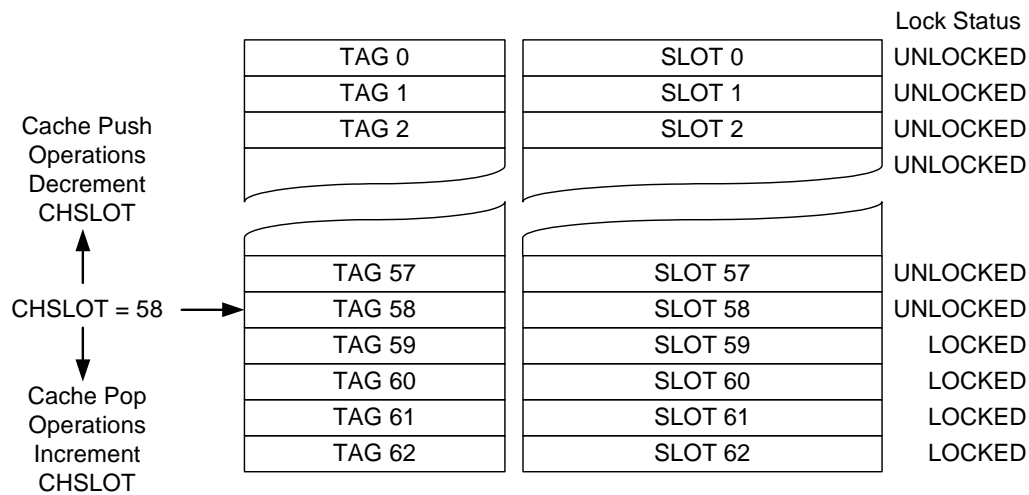 Lock Status
TAG 0 SLOT 0 UNLOCKED
TAG 1 SLOT 1 UNLOCKED
TAG 2 SLOT 2 UNLOCKED
UNLOCKED
Cache Push
Operations
Decrement
CHSLOT
TAG 57 SLOT 57 UNLOCKED
CHSLOT = 58 TAG 58 SLOT 58 UNLOCKED
TAG 59 SLOT 59 LOCKED
TAG 60 SLOT 60 LOCKED
TAG 61 SLOT 61 LOCKED
TAG 62 SLOT 62 LOCKED
Cache Pop
Operations
Increment
CHSLOT